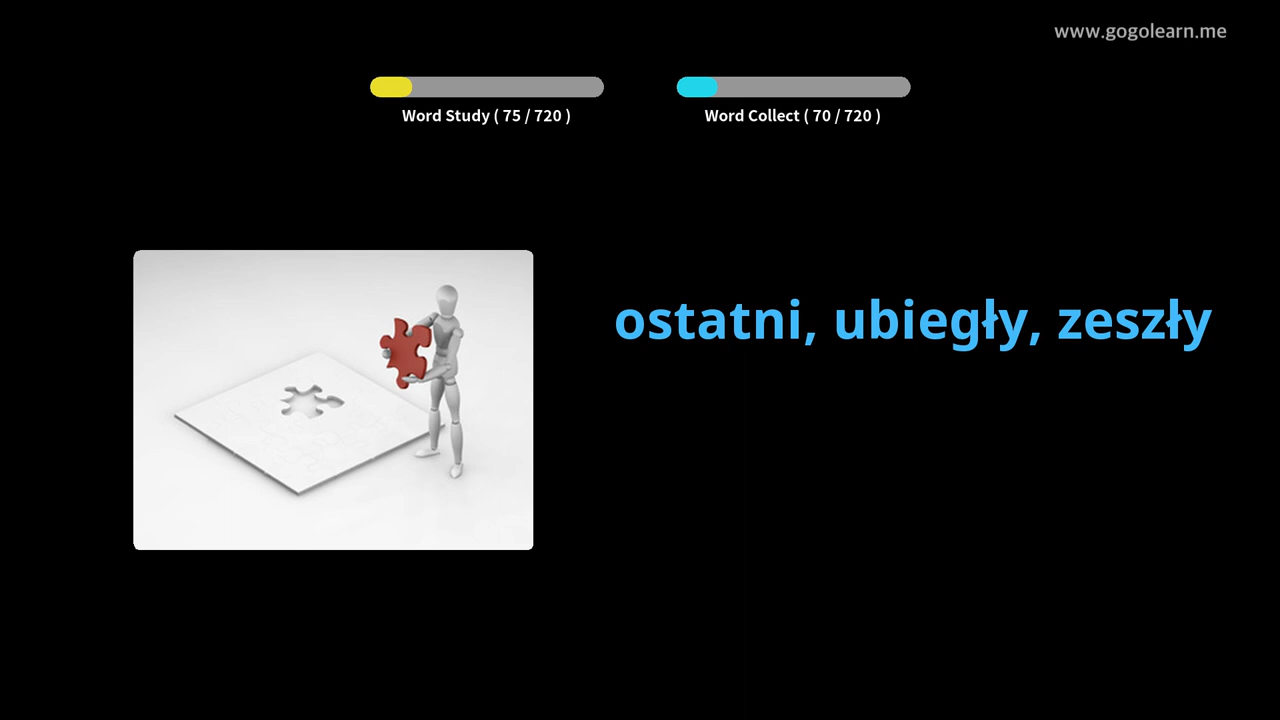 www.gogolearn.me
Word Study ( 75 / 720 )
Word Collect ( 70 / 720 )
ostatni, ubiegły, zeszły